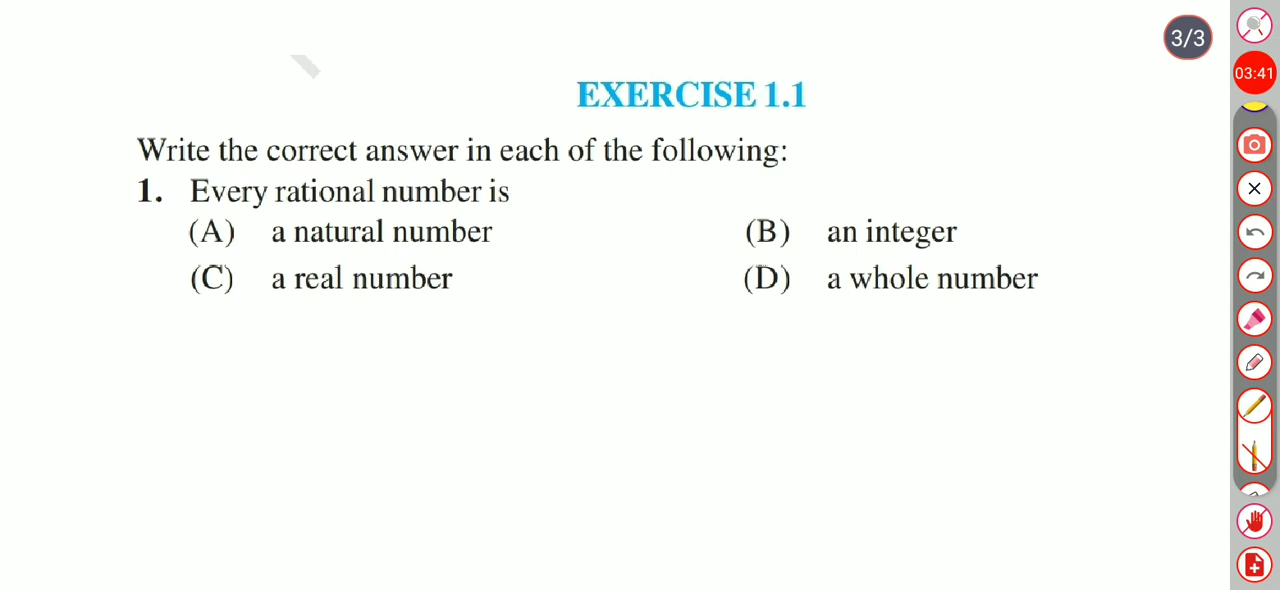 3/3
03:41
EXERCISE 1.1
Write the correct answer in each of the following:
1. Every rational number is
(A) a natural number (B) an integer
(C) a real number (D) a whole number